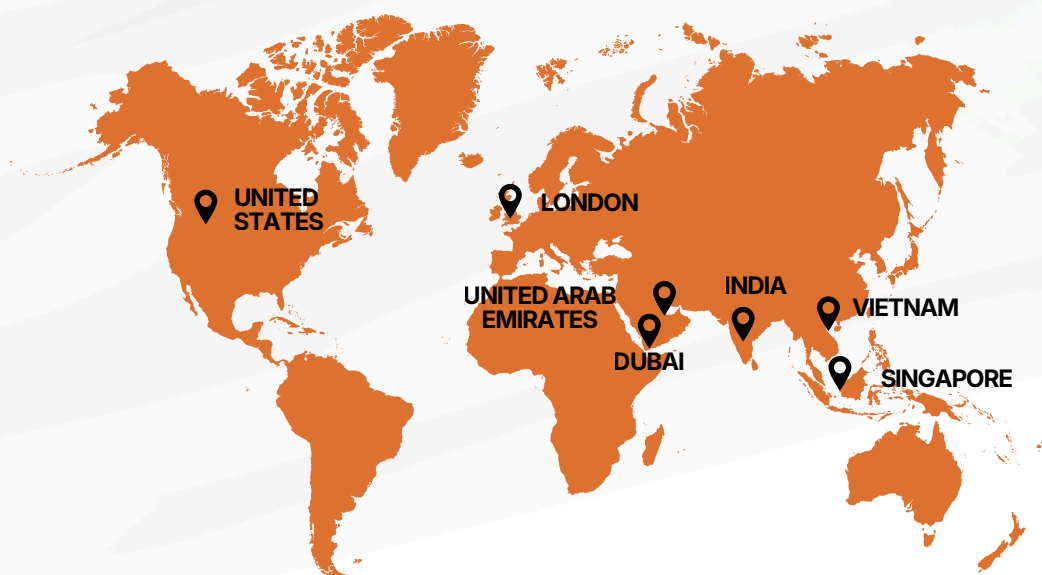 UNITED
STATES
LONDON
INDIA
UNITED ARAB
EMIRATES
VIETNAM
DUBAI
SINGAPORE